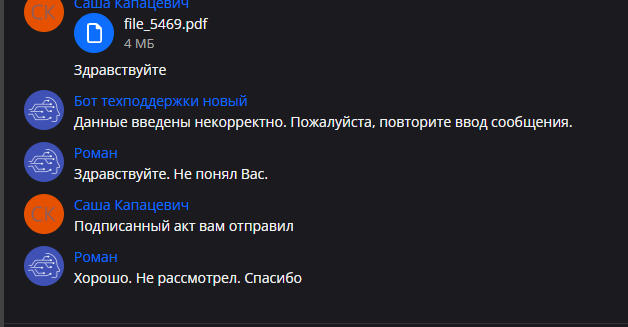 Саша Капацевич
СК
file_5469.pdf
4 МБ
Здравствуйте
Бот техподдержки новый
Данные введены некорректно. Пожалуйста, повторите ввод сообщения.
Роман
Здравствуйте. Не понял Вас.
Саша Капацевич
СК
Подписанный акт вам отправил
Роман
Хорошо. Не рассмотрел. Спасибо